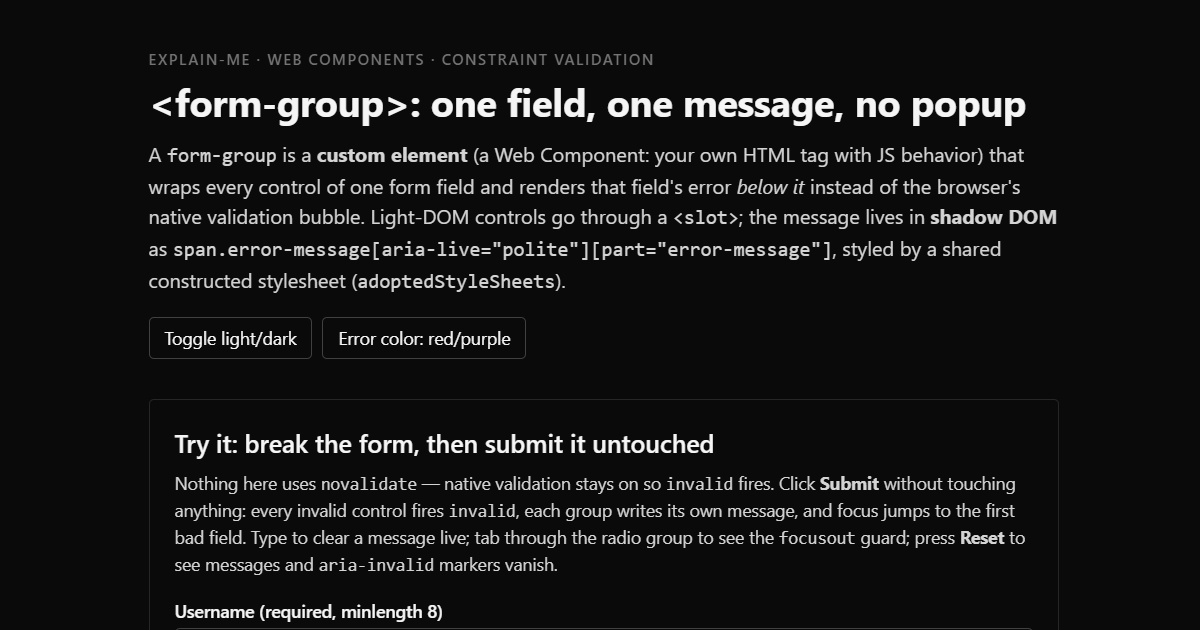 EXPLAIN-ME · WEB COMPONENTS · CONSTRAINT VALIDATION
<form-group>: one field, one message, no popup
A form-group is a custom element (a Web Component: your own HTML tag with JS behavior) that
wraps every control of one form field and renders that field's error below it instead of the browser's
native validation bubble. Light-DOM controls go through a <slot>; the message lives in shadow DOM
as span.error-message[aria-live="polite"][part="error-message"], styled by a shared
constructed stylesheet (adoptedStyleSheets).
Toggle light/dark
Error color: red/purple
Try it: break the form, then submit it untouched
Nothing here uses novalidate — native validation stays on so invalid fires. Click Submit without touching
anything: every invalid control fires invalid, each group writes its own message, and focus jumps to the first
bad field. Type to clear a message live; tab through the radio group to see the focusout guard; press Reset to
see messages and aria-invalid markers vanish.
Username (required, minlength 8)